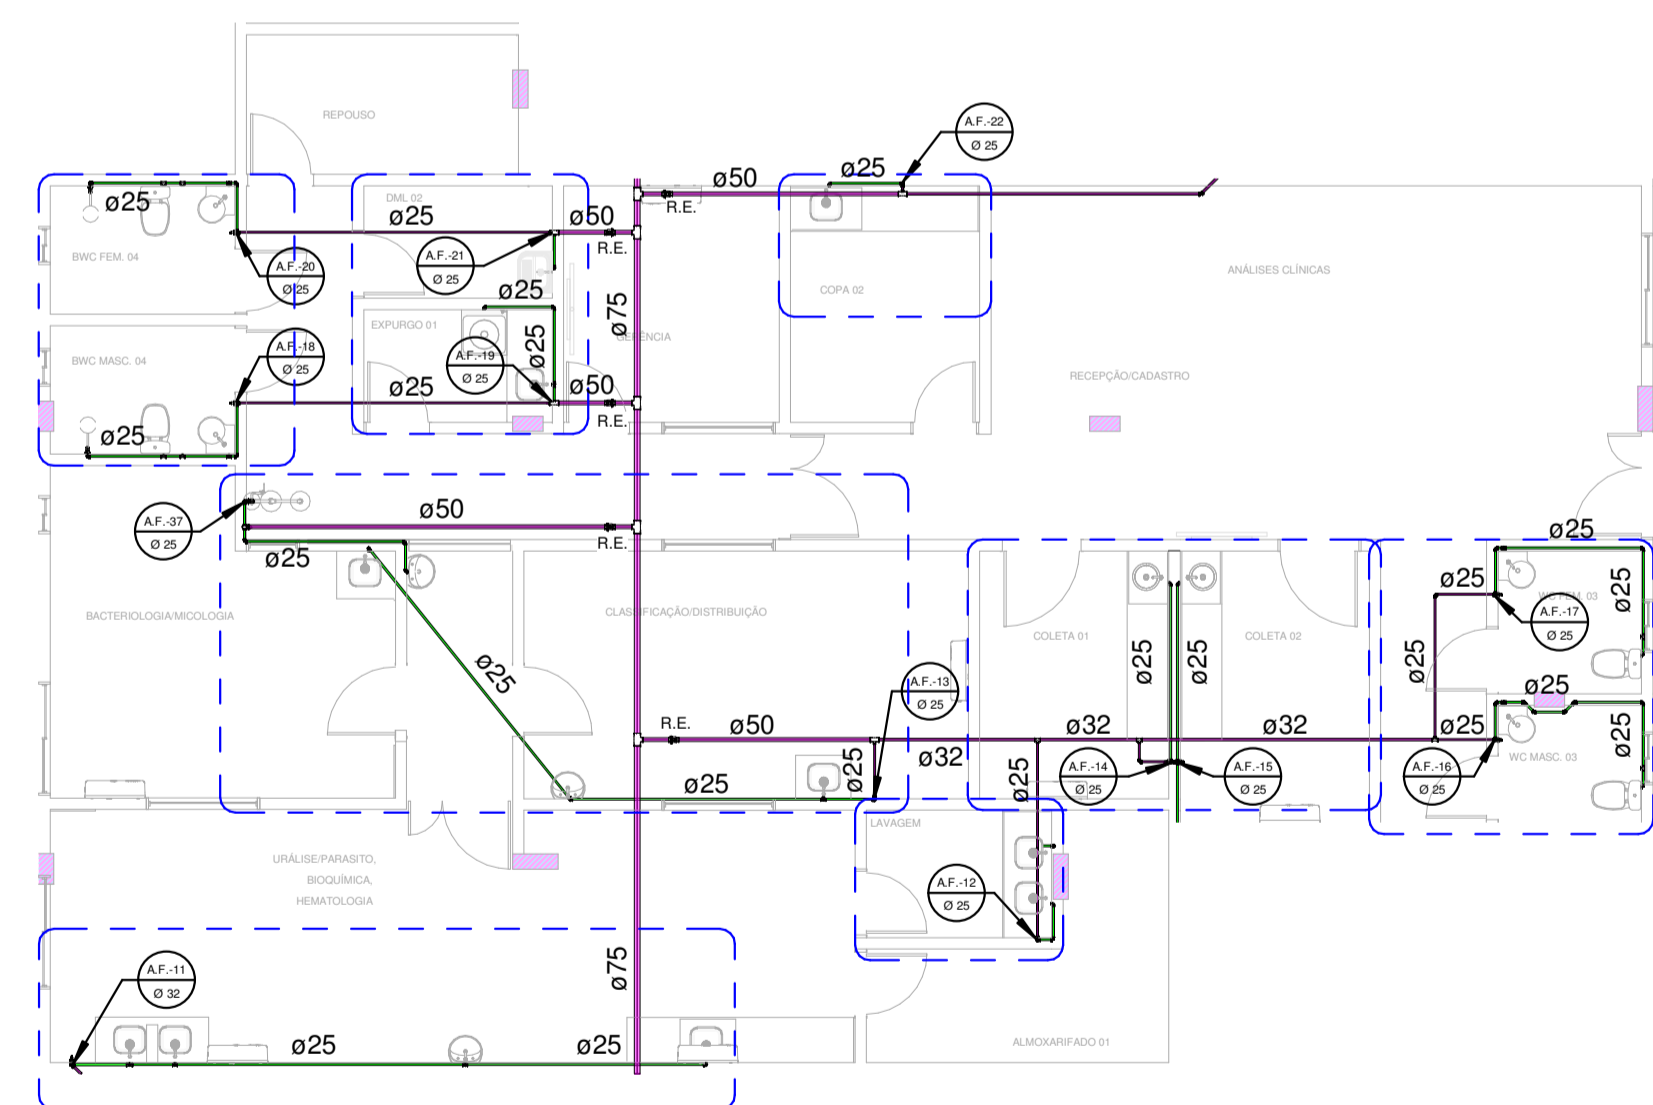 REPOUSO
A.F.-22
Ø 25
ø50
ø25
R.E.
DML 02
ø25
ø25
ø50
R.E.
BWC FEM. 04
A.F.-20
Ø 25
A.F.-21
Ø 25
ANÁLISES CLÍNICAS
COPA 02
ø25
ø75
EXPURGO 01
GERÊNCIA
ø25
A.F.-18
Ø 25
A.F.-19
Ø 25
BWC MASC. 04
RECEPÇÃO/CADASTRO
ø25
ø50
R.E.
ø25
A.F.-37
Ø 25
ø50
R.E.
ø25
ø25
ø25
ø25
WC FEM. 03
A.F.-17
Ø 25
BACTERIOLOGIA/MICOLOGIA
CLASSIFICAÇÃO/DISTRIBUIÇÃO
COLETA 01
COLETA 02
ø25
ø25
ø25
ø25
A.F.-13
Ø 25
ø25
R.E.
ø50
ø32
ø32
ø32
ø25
ø25
WC MASC. 03
A.F.-14
Ø 25
A.F.-15
Ø 25
A.F.-16
Ø 25
ø25
ø25
ø25
LAVAGEM
URÁLISE/PARASITO,
BIOQUÍMICA,
HEMATOLOGIA
A.F.-12
Ø 25
A.F.-11
Ø 32
ø75
ø25
ø25
ALMOXARIFADO 01